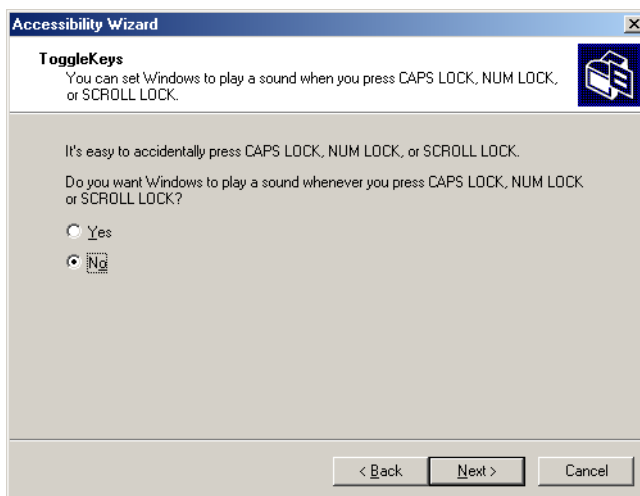 Accessibility Wizard
ToggleKeys
You can set Windows to play a sound when you press CAPS LOCK, NUM LOCK,
or SCROLL LOCK.
It's easy to accidentally press CAPS LOCK, NUM LOCK, or SCROLL LOCK.
Do you want Windows to play a sound whenever you press CAPS LOCK, NUM LOCK
or SCROLL LOCK?
Yes
No
< Back Next > Cancel